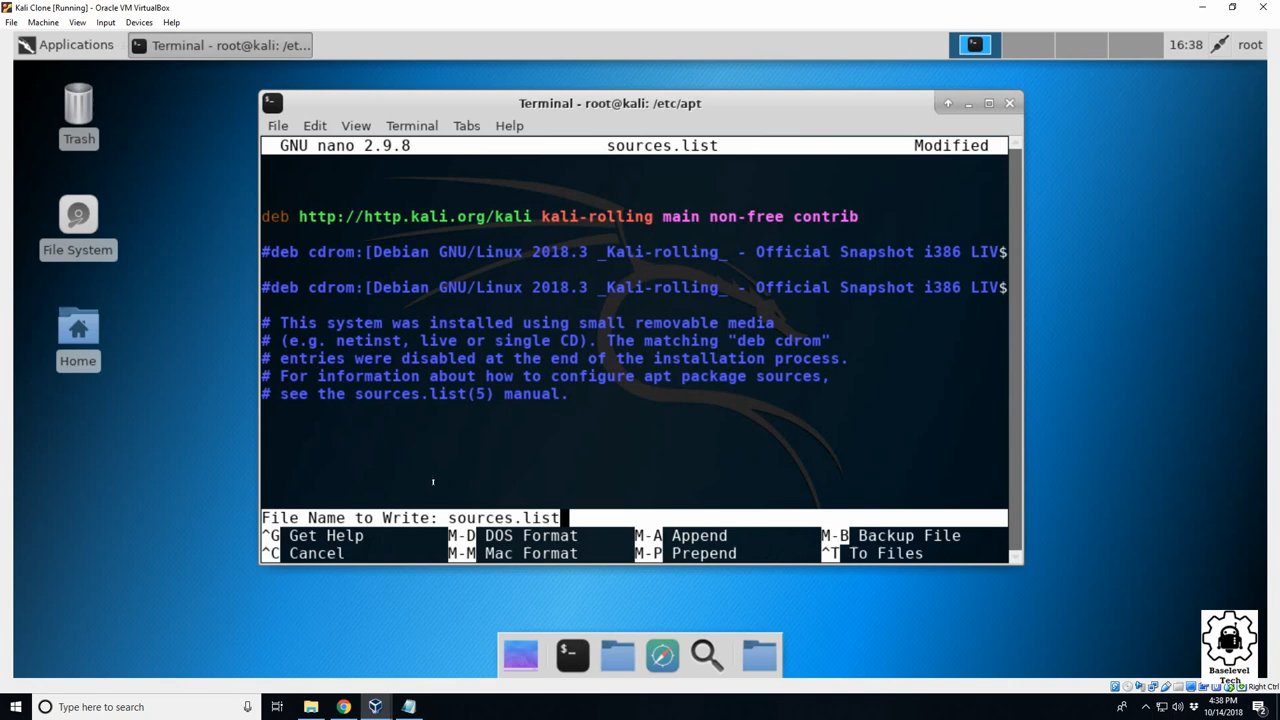 Kali Clone [Running] - Oracle VM VirtualBox
File Machine View Input Devices Help
Applications Terminal - root@kali: /et... 16:38 root
Terminal - root@kali: /etc/apt
File Edit View Terminal Tabs Help
GNU nano 2.9.8 sources.list Modified
deb http://http.kali.org/kali kali-rolling main non-free contrib
#deb cdrom:[Debian GNU/Linux 2018.3 _Kali-rolling_ - Official Snapshot i386 LIV$
#deb cdrom:[Debian GNU/Linux 2018.3 _Kali-rolling_ - Official Snapshot i386 LIV$
# This system was installed using small removable media
# (e.g. netinst, live or single CD). The matching "deb cdrom"
# entries were disabled at the end of the installation process.
# For information about how to configure apt package sources,
# see the sources.list(5) manual.
File Name to Write: sources.list
^G Get Help M-D DOS Format M-A Append M-B Backup File
^C Cancel M-M Mac Format M-P Prepend ^T To Files
Trash
File System
Home
$_
Baselevel
Tech
Right Ctrl
Type here to search
4:38 PM
10/14/2018
2